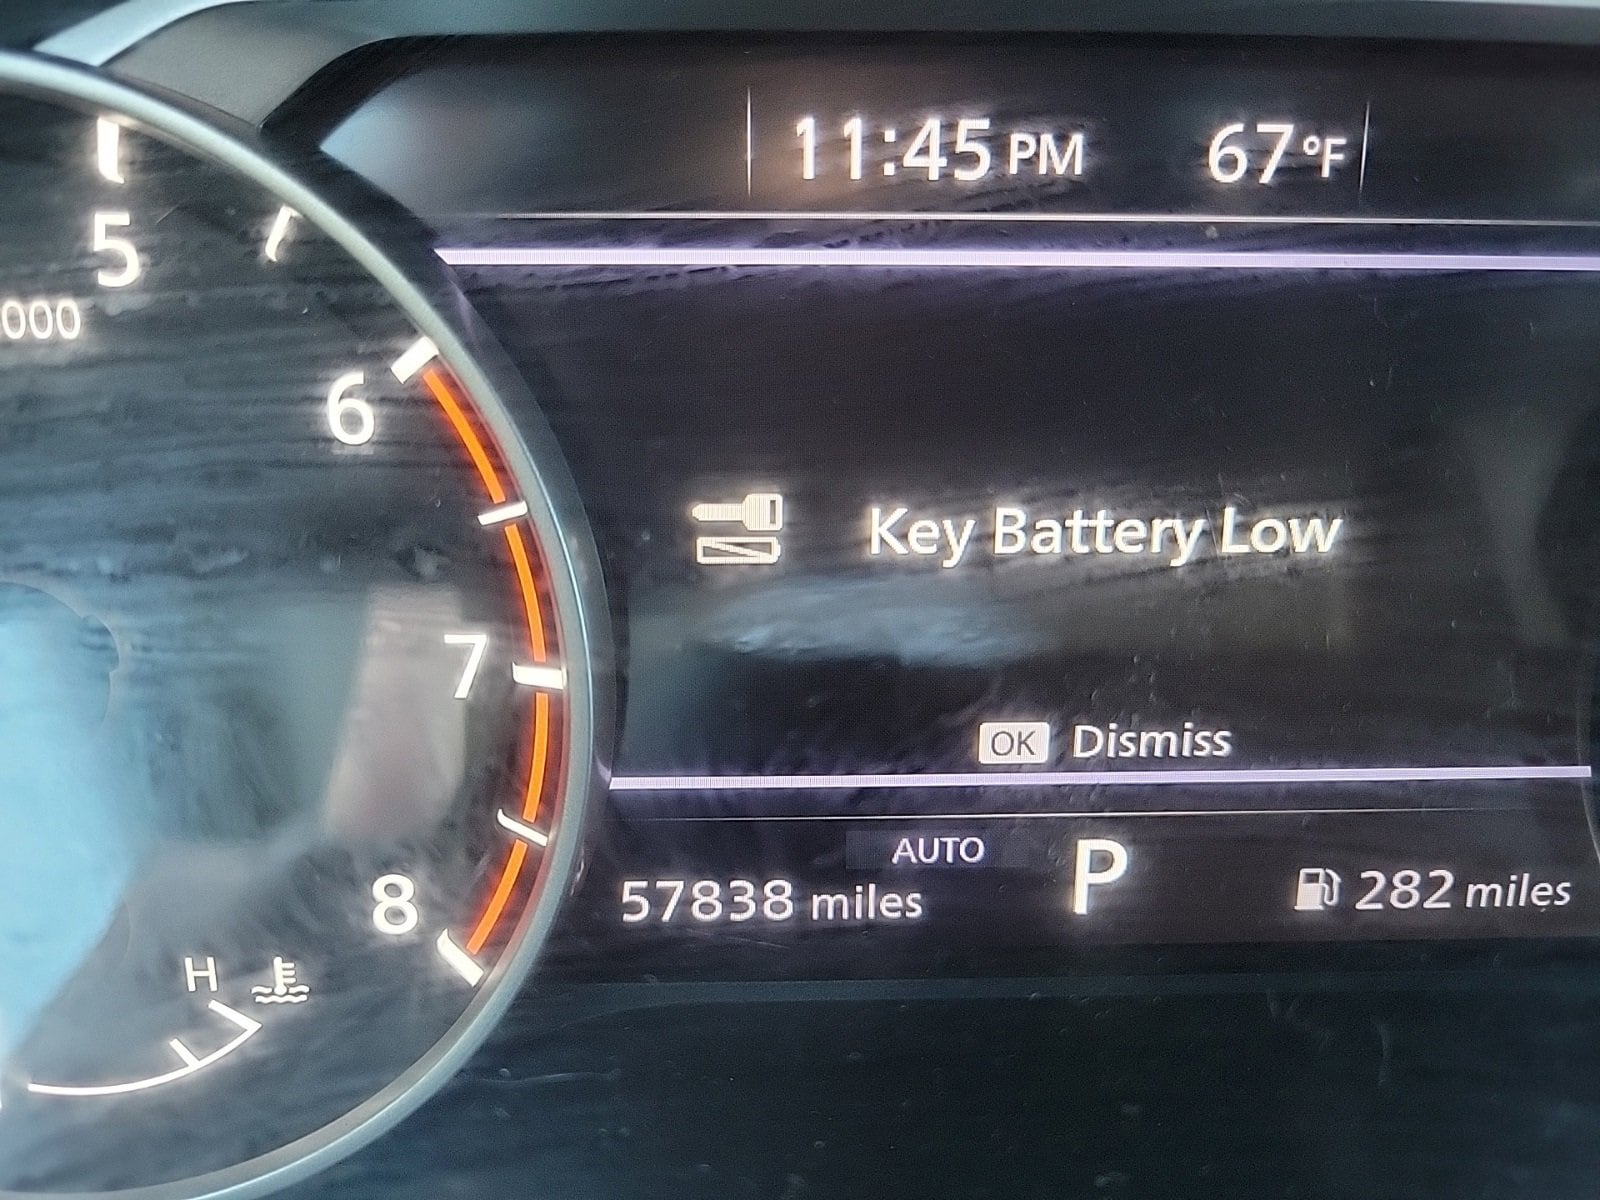 11:45 PM 67 °F
5
000
6
Key Battery Low
7
OK Dismiss
AUTO
57838 miles P 282 miles
8
H